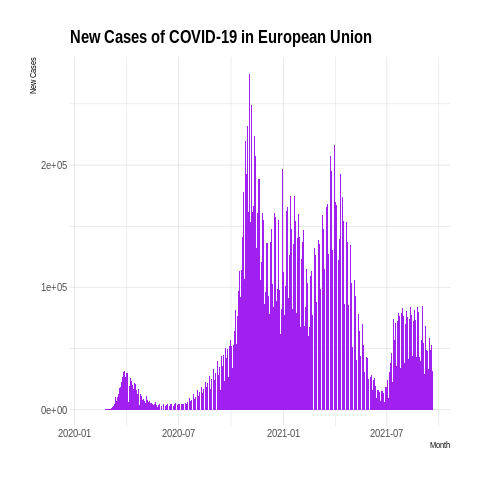 New Cases of COVID-19 in European Union
New Cases
2e+05
1e+05
0e+00
2020-01 2020-07 2021-01 2021-07
Month